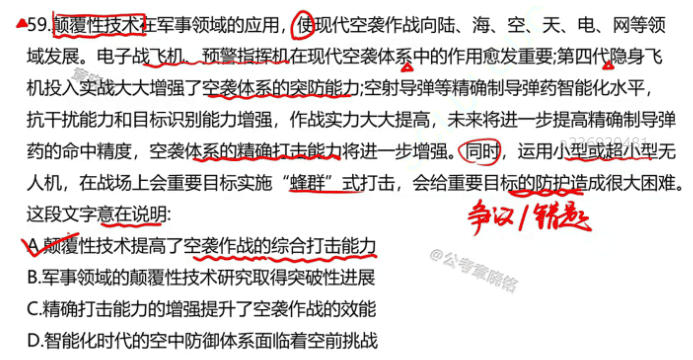 59.颠覆性技术在军事领域的应用，使现代空袭作战向陆、海、空、天、电、网等领
域发展。电子战飞机、预警指挥机在现代空袭体系中的作用愈发重要;第四代隐身飞
机投入实战大大增强了空袭体系的突防能力;空射导弹等精确制导弹药智能化水平，
抗干扰能力和目标识别能力增强，作战实力大大提高，未来将进一步提高精确制导弹
药的命中精度，空袭体系的精确打击能力将进一步增强。同时，运用小型或超小型无
人机，在战场上会重要目标实施“蜂群”式打击，会给重要目标的防护造成很大困难。
这段文字意在说明:
争议/错题
A.颠覆性技术提高了空袭作战的综合打击能力
@公考章晓铭
B.军事领域的颠覆性技术研究取得突破性进展
C.精确打击能力的增强提升了空袭作战的效能
D.智能化时代的空中防御体系面临着空前挑战